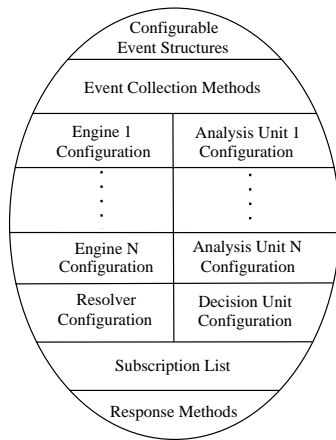 Configurable
Event Structures
Event Collection Methods
Engine 1
Configuration
Analysis Unit 1
Configuration
Engine N
Configuration
Analysis Unit N
Configuration
Resolver
Configuration
Decision Unit
Configuration
Subscription List
Response Methods